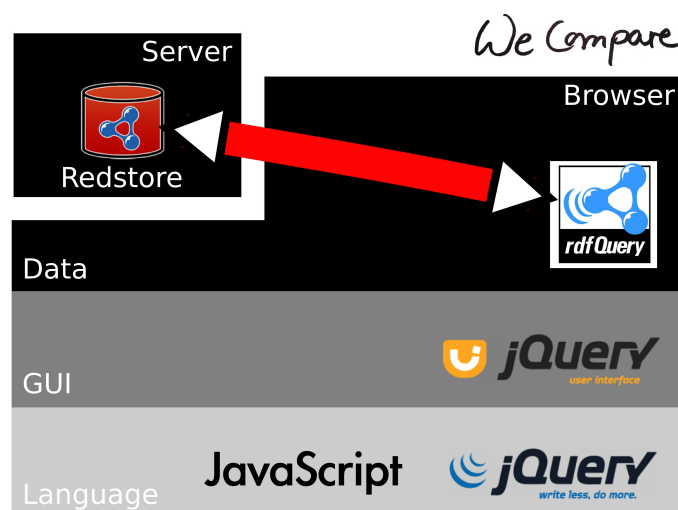 We Compare
Server
Browser
Redstore
rdfQuery
Data
jQuery
user interface
GUI
JavaScript
jQuery
write less, do more.
Language